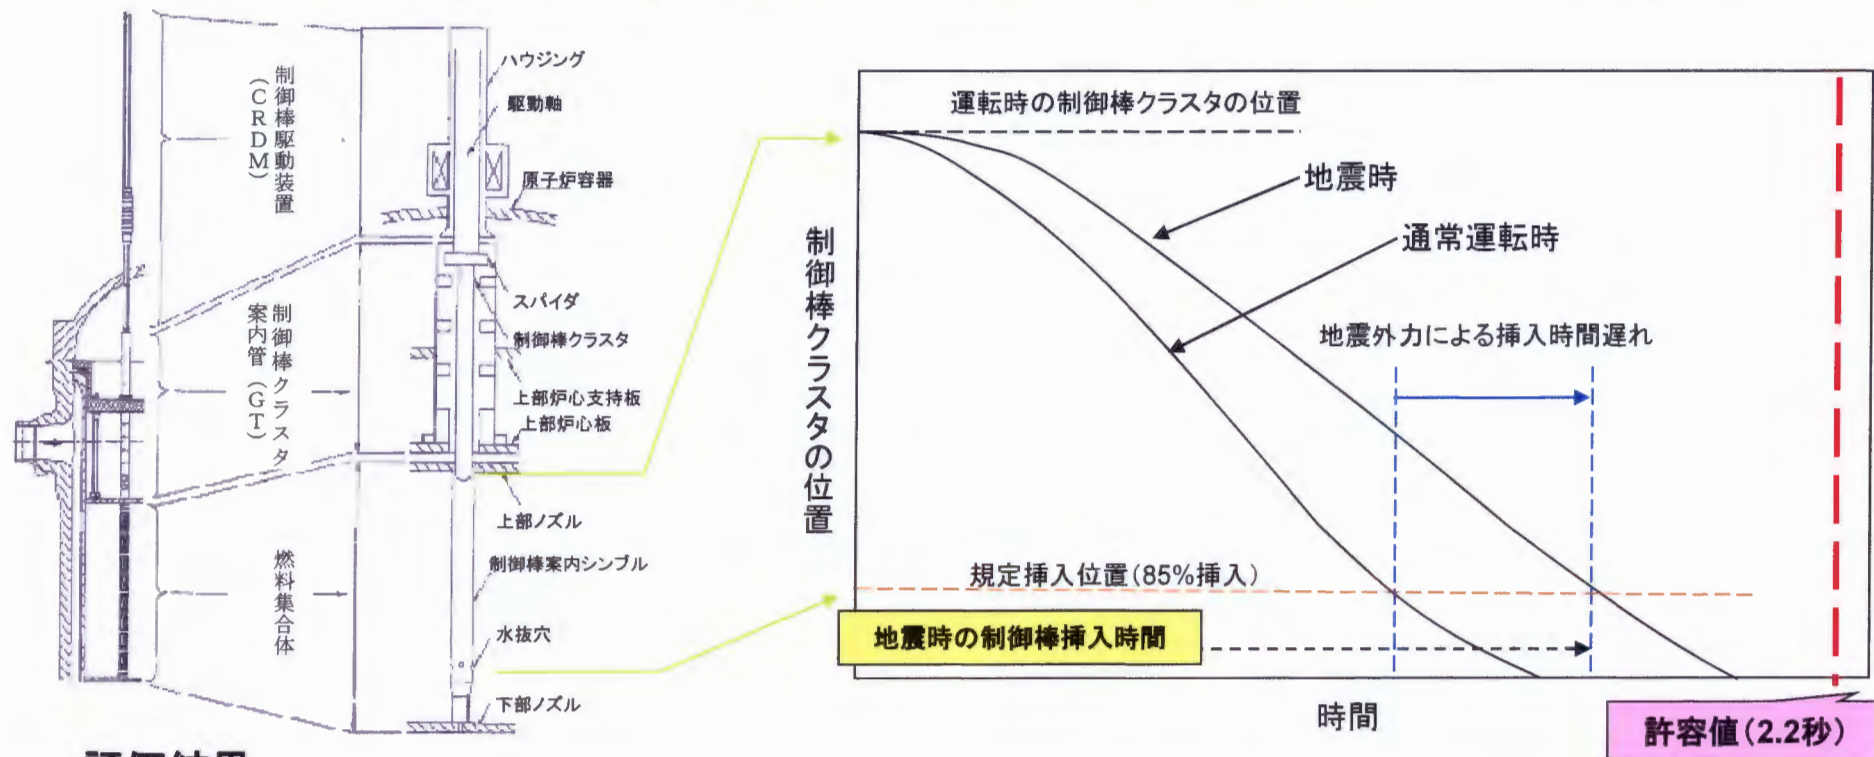 制御棒駆動装置
(CRDM)
制御棒クラスタ
案内管(GT)
燃料集合体
ハウジング
駆動軸
原子炉容器
スパイダ
制御棒クラスタ
上部炉心支持板
上部炉心板
上部ノズル
制御棒案内シンブル
水抜穴
下部ノズル
制御棒クラスタの位置
運転時の制御棒クラスタの位置
地震時
通常運転時
地震外力による挿入時間遅れ
規定挿入位置(85%挿入)
地震時の制御棒挿入時間
時間
許容値(2.2秒)